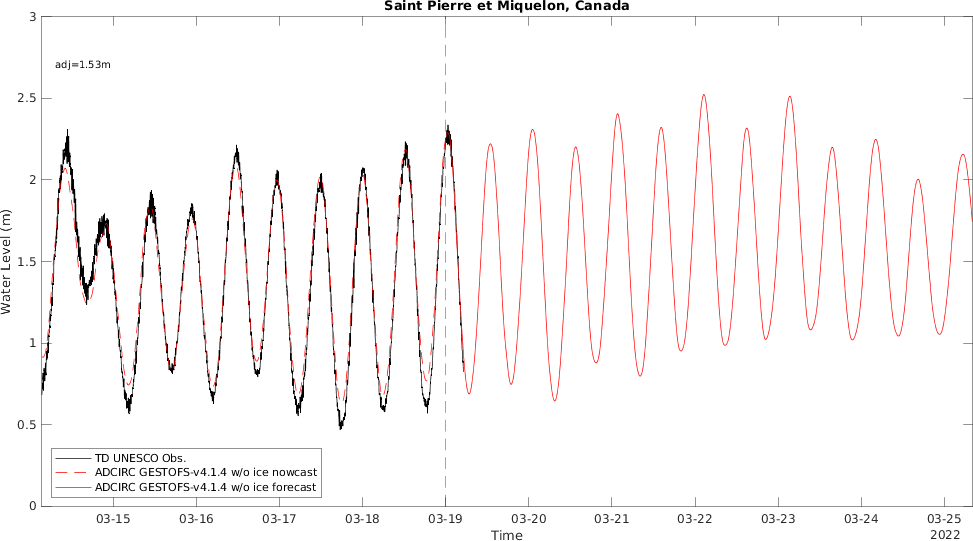 Saint Pierre et Miquelon, Canada
adj=1.53m
3
2.5
2
1.5
1
0.5
0
Water Level (m)
TD UNESCO Obs.
ADCIRC GESTOFS-v4.1.4 w/o ice nowcast
ADCIRC GESTOFS-v4.1.4 w/o ice forecast
03-15 03-16 03-17 03-18 03-19 03-20 03-21 03-22 03-23 03-24 03-25
2022
Time